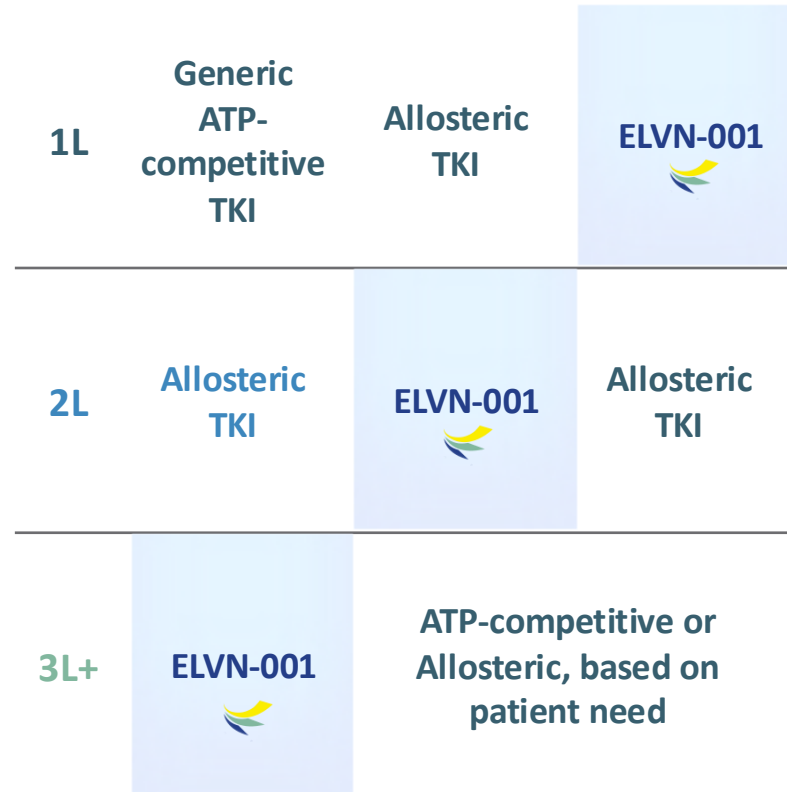 1L
Generic
ATP-
competitive
TKI
Allosteric
TKI
ELVN-001
2L
Allosteric
TKI
ELVN-001
Allosteric
TKI
3L+
ELVN-001
ATP-competitive or
Allosteric, based on
patient need